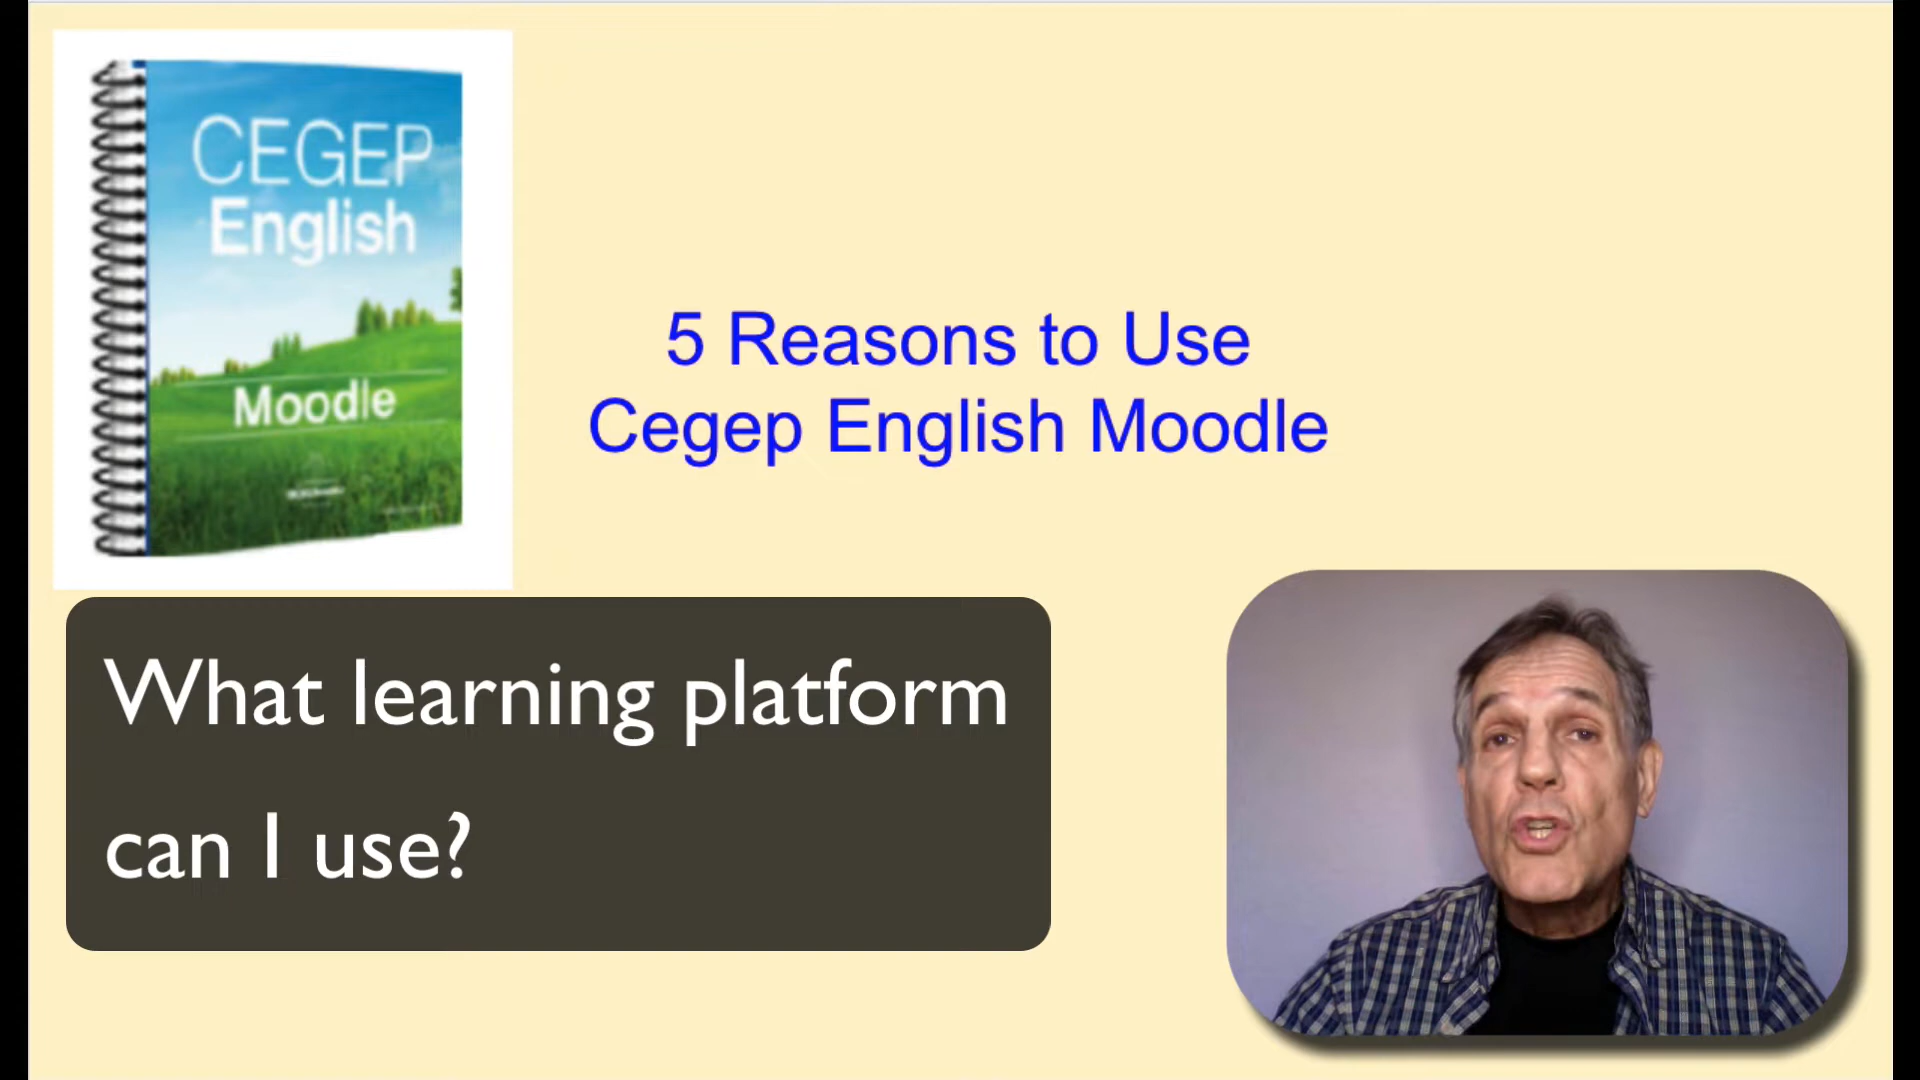 CEGEP
English
Moodle
5 Reasons to Use
Cegep English Moodle
What learning platform
can I use?